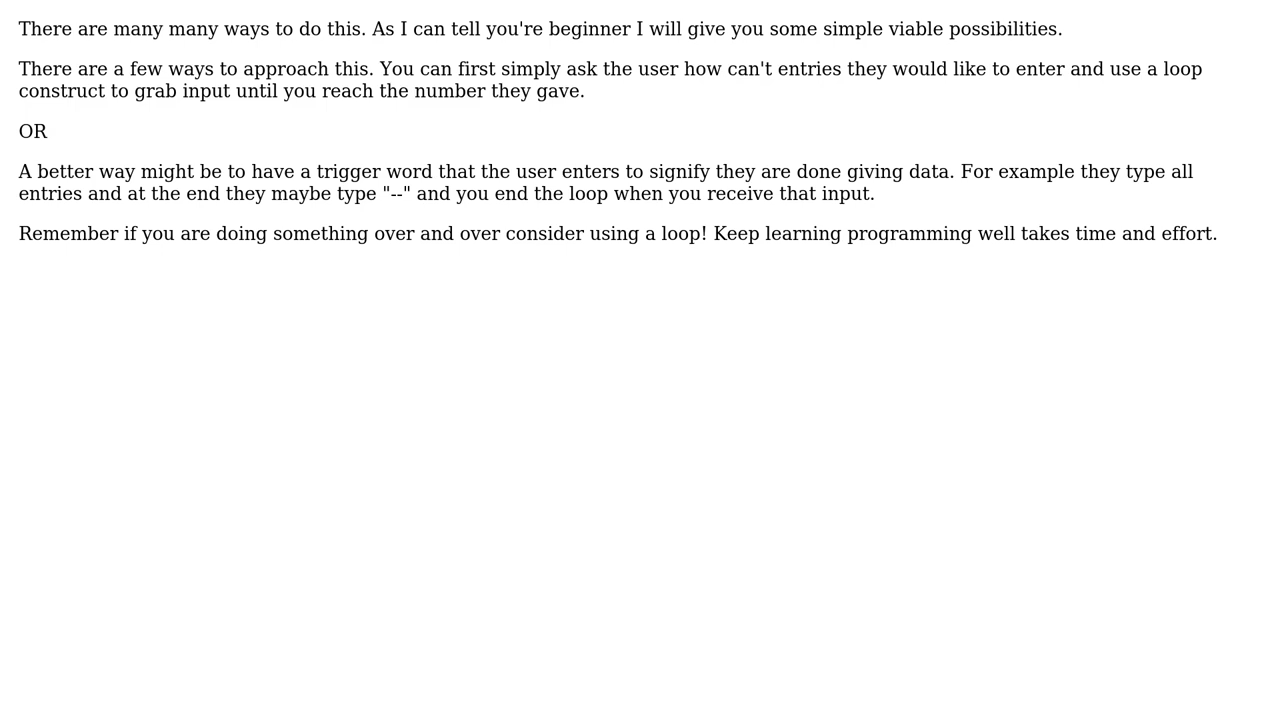 There are many many ways to do this. As I can tell you're beginner I will give you some simple viable possibilities.
There are a few ways to approach this. You can first simply ask the user how can't entries they would like to enter and use a loop
construct to grab input until you reach the number they gave.
OR
A better way might be to have a trigger word that the user enters to signify they are done giving data. For example they type all
entries and at the end they maybe type "--" and you end the loop when you receive that input.
Remember if you are doing something over and over consider using a loop! Keep learning programming well takes time and effort.